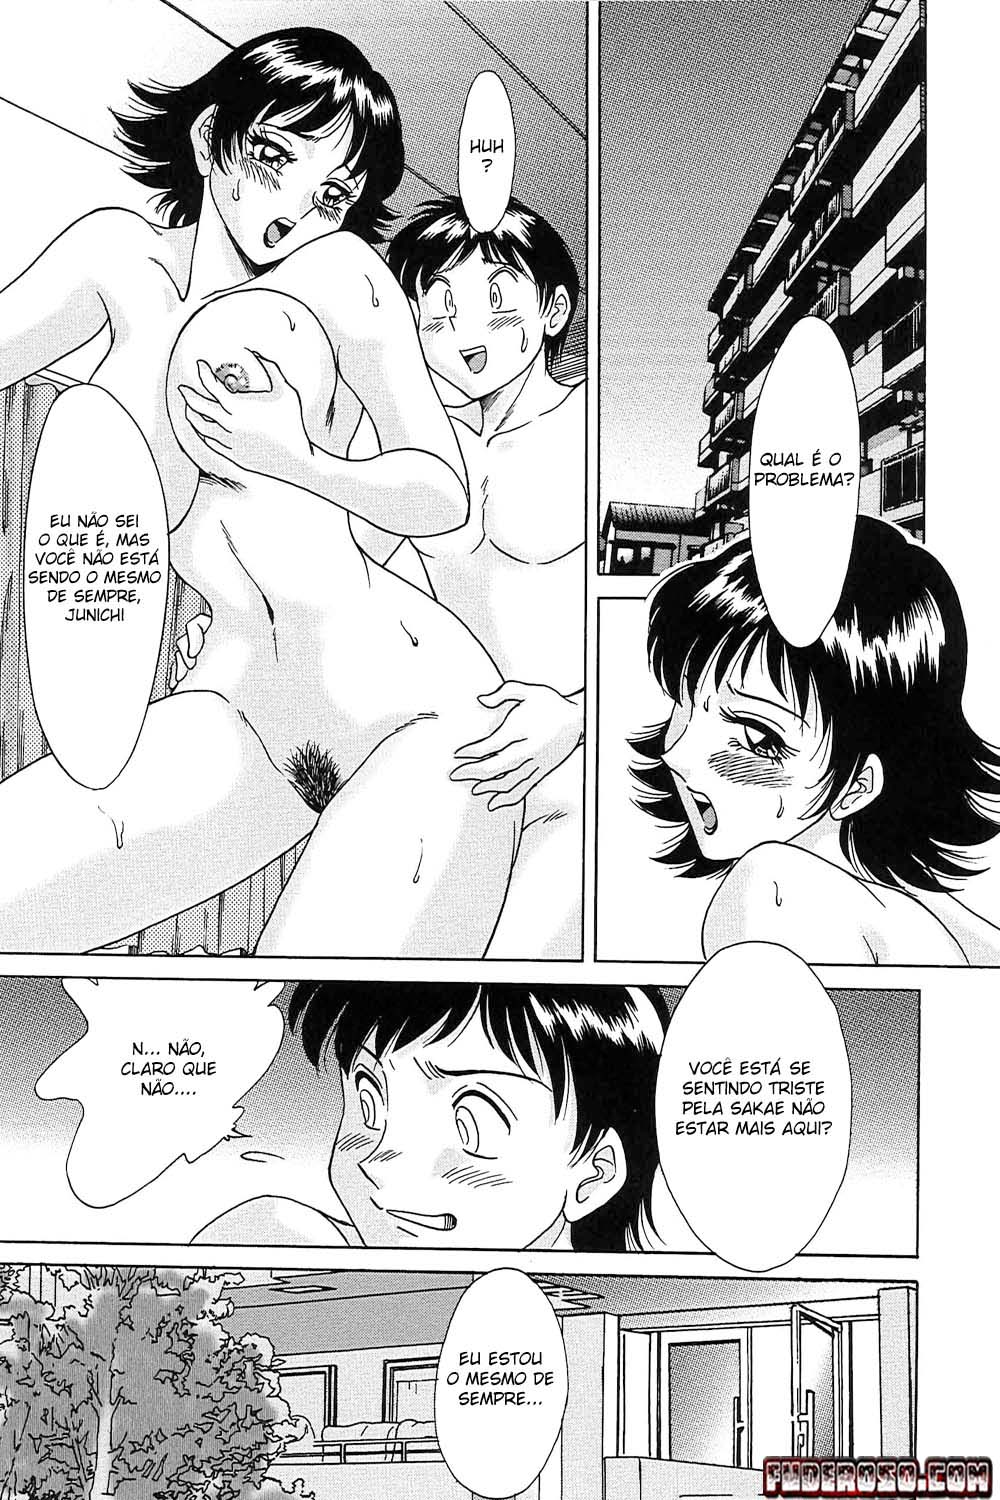 QUAL É O
PROBLEMA?
HUH
?
EU NÃO SEI
O QUE É, MAS
VOCÊ NÃO ESTÁ
SENDO O MESMO
DE SEMPRE,
JUNICHI
VOCÊ ESTÁ SE
SENTINDO TRISTE
PELA SAKAE NÃO
ESTAR MAIS AQUI?
N... NÃO,
CLARO QUE
NÃO....
EU ESTOU
O MESMO DE
SEMPRE...
FUDEROSO.COM